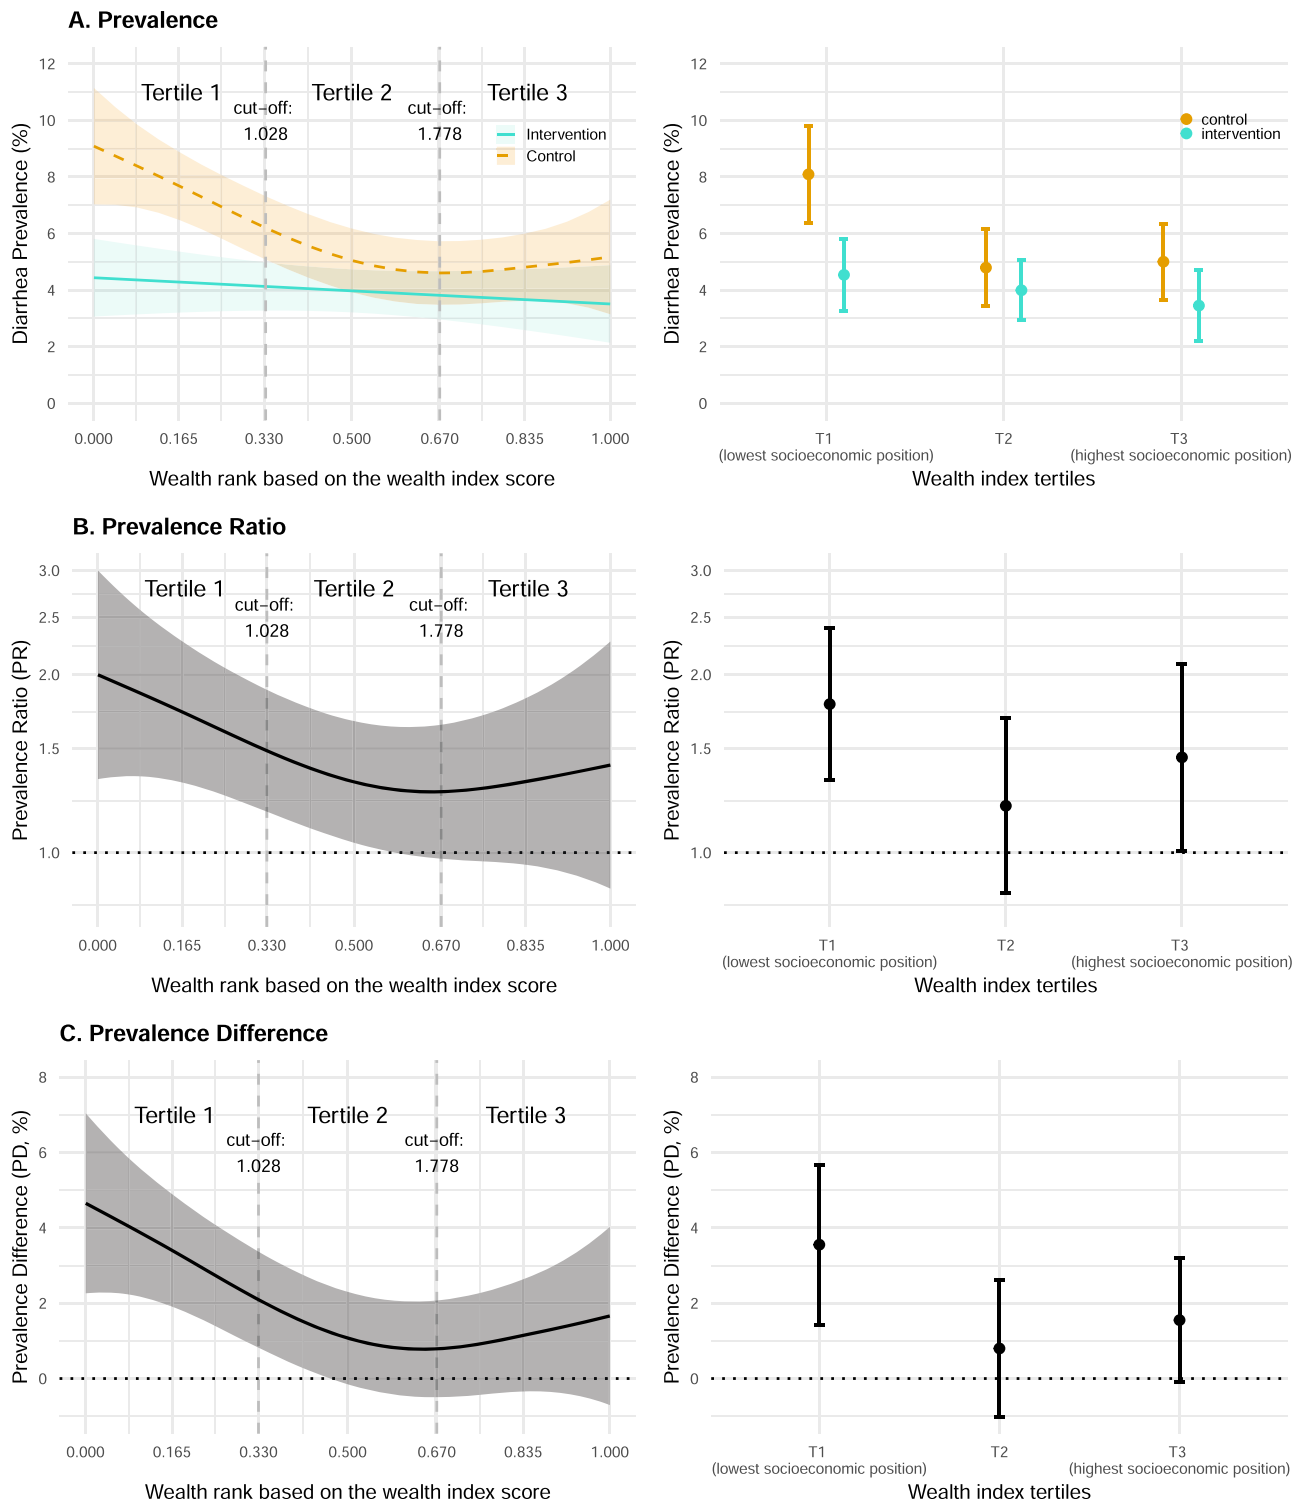 A. Prevalence
Diarrhea Prevalence (%)
12
10
8
6
4
2
0
Tertile 1
Tertile 2
Tertile 3
cut−off:
1.028
cut−off:
1.778
Intervention
Control
0.000
0.165
0.330
0.500
0.670
0.835
1.000
Wealth rank based on the wealth index score
Diarrhea Prevalence (%)
12
10
8
6
4
2
0
control
intervention
T1
(lowest socioeconomic position)
T2
T3
(highest socioeconomic position)
Wealth index tertiles
B. Prevalence Ratio
Prevalence Ratio (PR)
3.0
2.5
2.0
1.5
1.0
Tertile 1
Tertile 2
Tertile 3
cut−off:
1.028
cut−off:
1.778
0.000
0.165
0.330
0.500
0.670
0.835
1.000
Wealth rank based on the wealth index score
Prevalence Ratio (PR)
3.0
2.5
2.0
1.5
1.0
T1
(lowest socioeconomic position)
T2
T3
(highest socioeconomic position)
Wealth index tertiles
C. Prevalence Difference
Prevalence Difference (PD, %)
8
6
4
2
0
Tertile 1
Tertile 2
Tertile 3
cut−off:
1.028
cut−off:
1.778
0.000
0.165
0.330
0.500
0.670
0.835
1.000
Wealth rank based on the wealth index score
Prevalence Difference (PD, %)
8
6
4
2
0
T1
(lowest socioeconomic position)
T2
T3
(highest socioeconomic position)
Wealth index tertiles